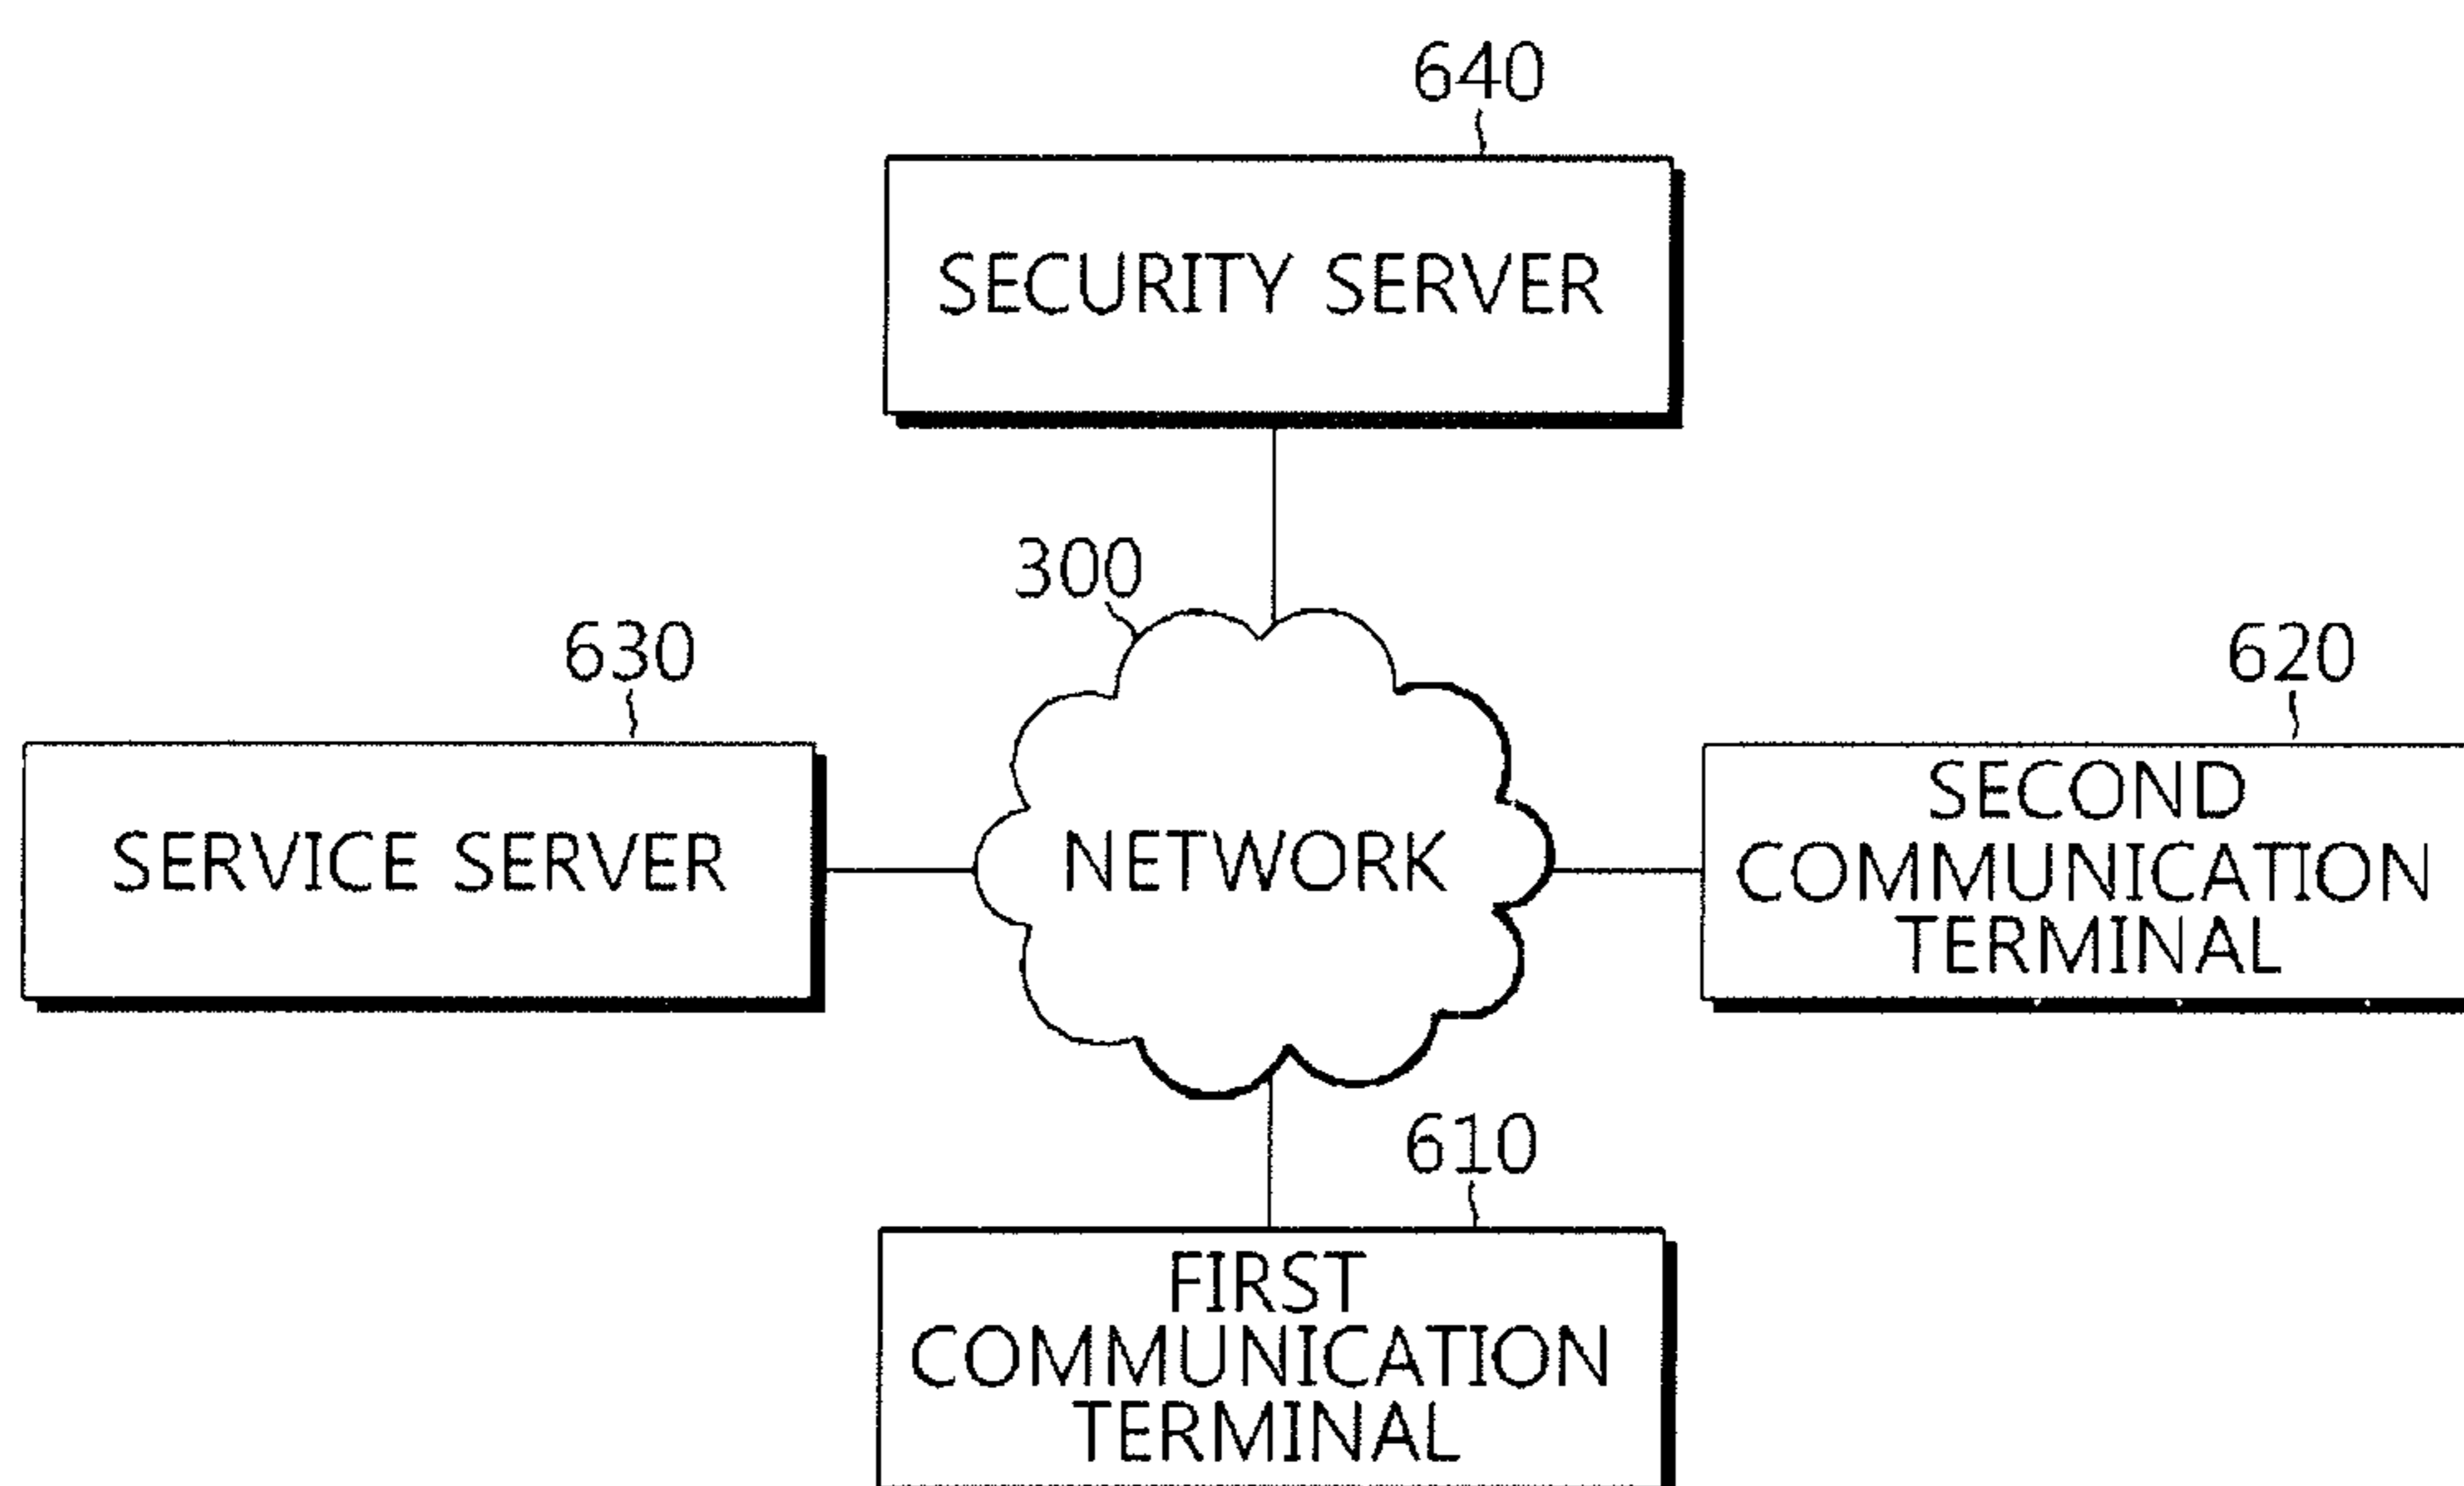 640
SECURITY SERVER
300
630
620
SERVICE SERVER
NETWORK
SECOND
COMMUNICATION
TERMINAL
610
FIRST
COMMUNICATION
TERMINAL